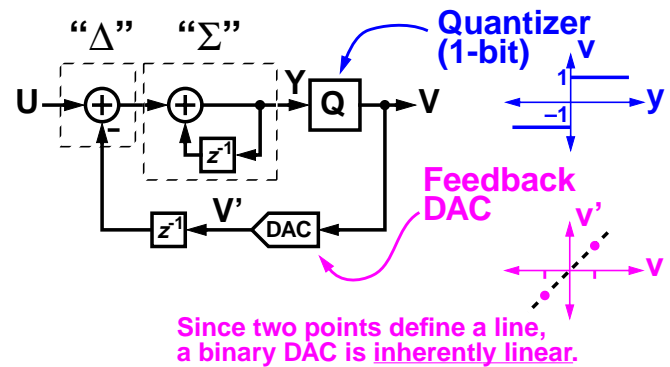 “Δ” “Σ” Quantizer
(1-bit)
v
1
y
–1
U + + Y Q V
–
z-1
Feedback
DAC
z-1 V’ DAC
v’
v
Since two points define a line,
a binary DAC is inherently linear.